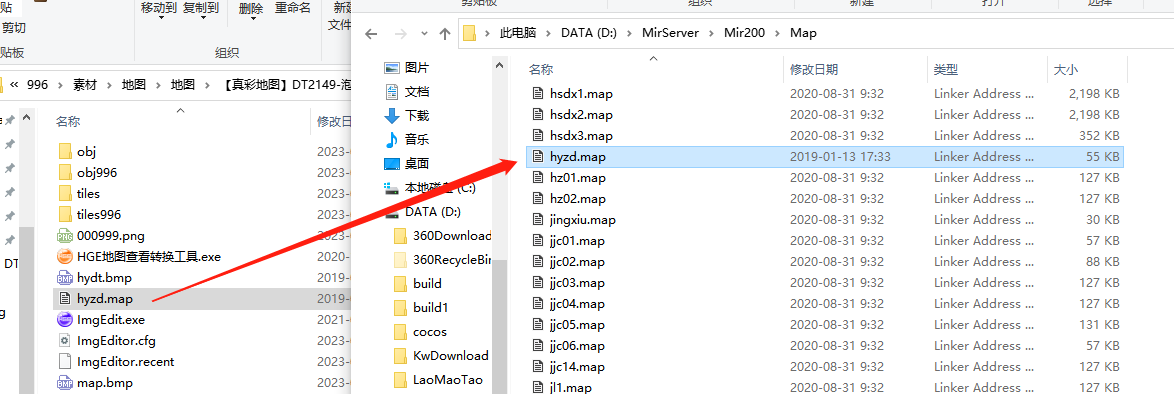 贴
剪切
贴板
移动到 复制到
删除 重命名
新建
文件
组织
« 996 › 素材 › 地图 › 地图 › 【真彩地图】DT2149-泡
名称
修改日
obj
2023-
obj996
2023-
tiles
2023-
tiles996
2023-
000999.png
2023-
HGE地图查看转换工具.exe
2020-
hydt.bmp
2019-
hyzd.map
2019-
ImgEdit.exe
2021-
ImgEditor.cfg
2023-
ImgEditor.recent
2023-
map.bmp
2023-
DT
剪贴板
组织
新建
打开
选择
› 此电脑 › DATA (D:) › MirServer › Mir200 › Map
图片
文档
下载
音乐
桌面
本地磁盘 (C:)
DATA (D:)
360Download
360RecycleBin
build
build1
cocos
KwDownload
LaoMaoTao
名称 修改日期 类型 大小
hsdx1.map 2020-08-31 9:32 Linker Address ... 2,198 KB
hsdx2.map 2020-08-31 9:32 Linker Address ... 2,198 KB
hsdx3.map 2020-08-31 9:32 Linker Address ... 352 KB
hyzd.map 2019-01-13 17:33 Linker Address ... 55 KB
hz01.map 2020-08-31 9:32 Linker Address ... 127 KB
hz02.map 2020-08-31 9:32 Linker Address ... 127 KB
jingxiu.map 2020-08-31 9:32 Linker Address ... 30 KB
jjc01.map 2020-08-31 9:32 Linker Address ... 57 KB
jjc02.map 2020-08-31 9:32 Linker Address ... 88 KB
jjc03.map 2020-08-31 9:32 Linker Address ... 127 KB
jjc04.map 2020-08-31 9:32 Linker Address ... 127 KB
jjc05.map 2020-08-31 9:32 Linker Address ... 131 KB
jjc06.map 2020-08-31 9:32 Linker Address ... 57 KB
jjc14.map 2020-08-31 9:32 Linker Address ... 127 KB
jl1.map 2020-08-31 9:32 Linker Address ... 127 KB